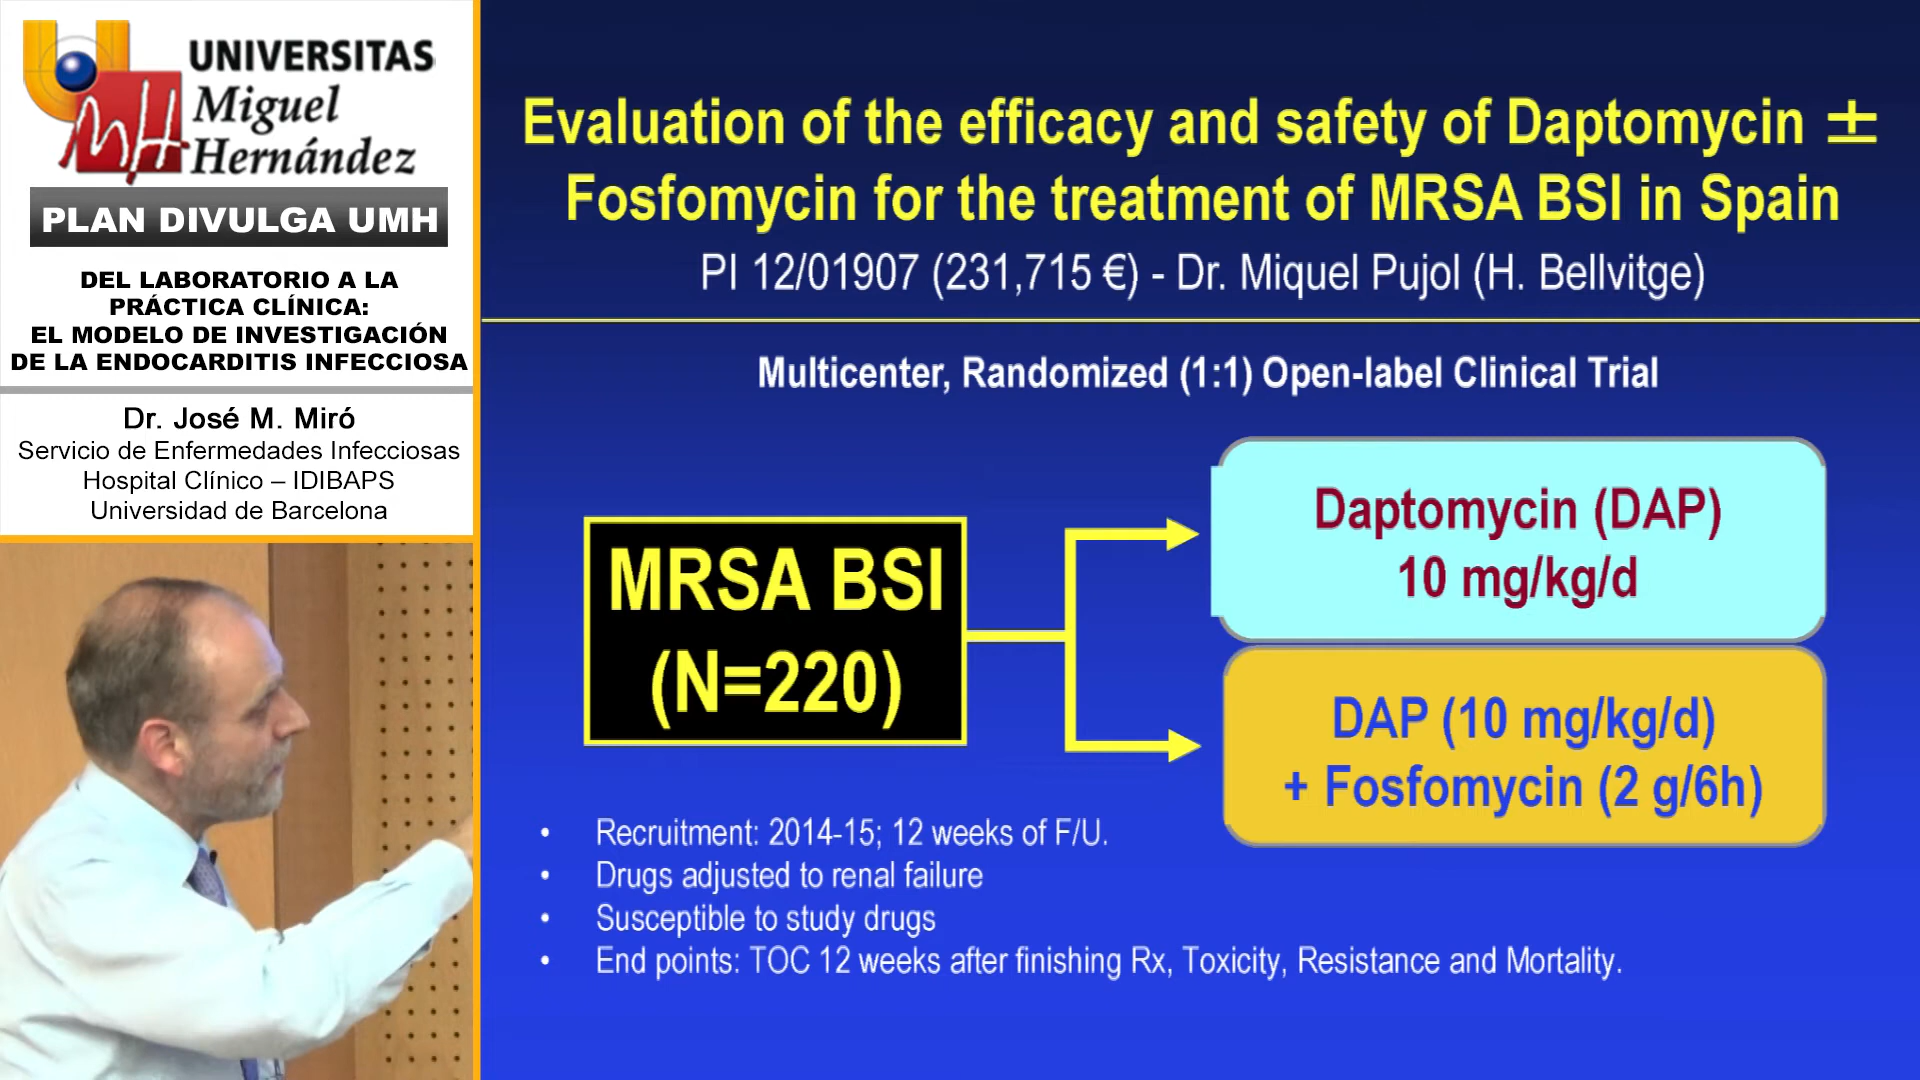 UNIVERSITAS
Miguel
Hernández
UMH
PLAN DIVULGA UMH
DEL LABORATORIO A LA
PRÁCTICA CLÍNICA:
EL MODELO DE INVESTIGACIÓN
DE LA ENDOCARDITIS INFECCIOSA
Dr. José M. Miró
Servicio de Enfermedades Infecciosas
Hospital Clínico – IDIBAPS
Universidad de Barcelona
Evaluation of the efficacy and safety of Daptomycin ±
Fosfomycin for the treatment of MRSA BSI in Spain
PI 12/01907 (231,715 €) - Dr. Miquel Pujol (H. Bellvitge)
Multicenter, Randomized (1:1) Open-label Clinical Trial
MRSA BSI
(N=220)
Daptomycin (DAP)
10 mg/kg/d
DAP (10 mg/kg/d)
+ Fosfomycin (2 g/6h)
• Recruitment: 2014-15; 12 weeks of F/U.
• Drugs adjusted to renal failure
• Susceptible to study drugs
• End points: TOC 12 weeks after finishing Rx, Toxicity, Resistance and Mortality.